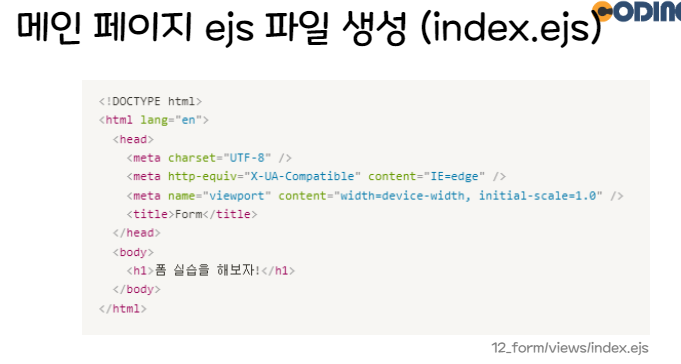 메인 페이지 ejs 파일 생성 (index.ejs)
CODING
<!DOCTYPE html>
<html lang="en">
<head>
<meta charset="UTF-8" />
<meta http-equiv="X-UA-Compatible" content="IE=edge" />
<meta name="viewport" content="width=device-width, initial-scale=1.0" />
<title>Form</title>
</head>
<body>
<h1>폼 실습을 해보자!</h1>
</body>
</html>
12_form/views/index.ejs